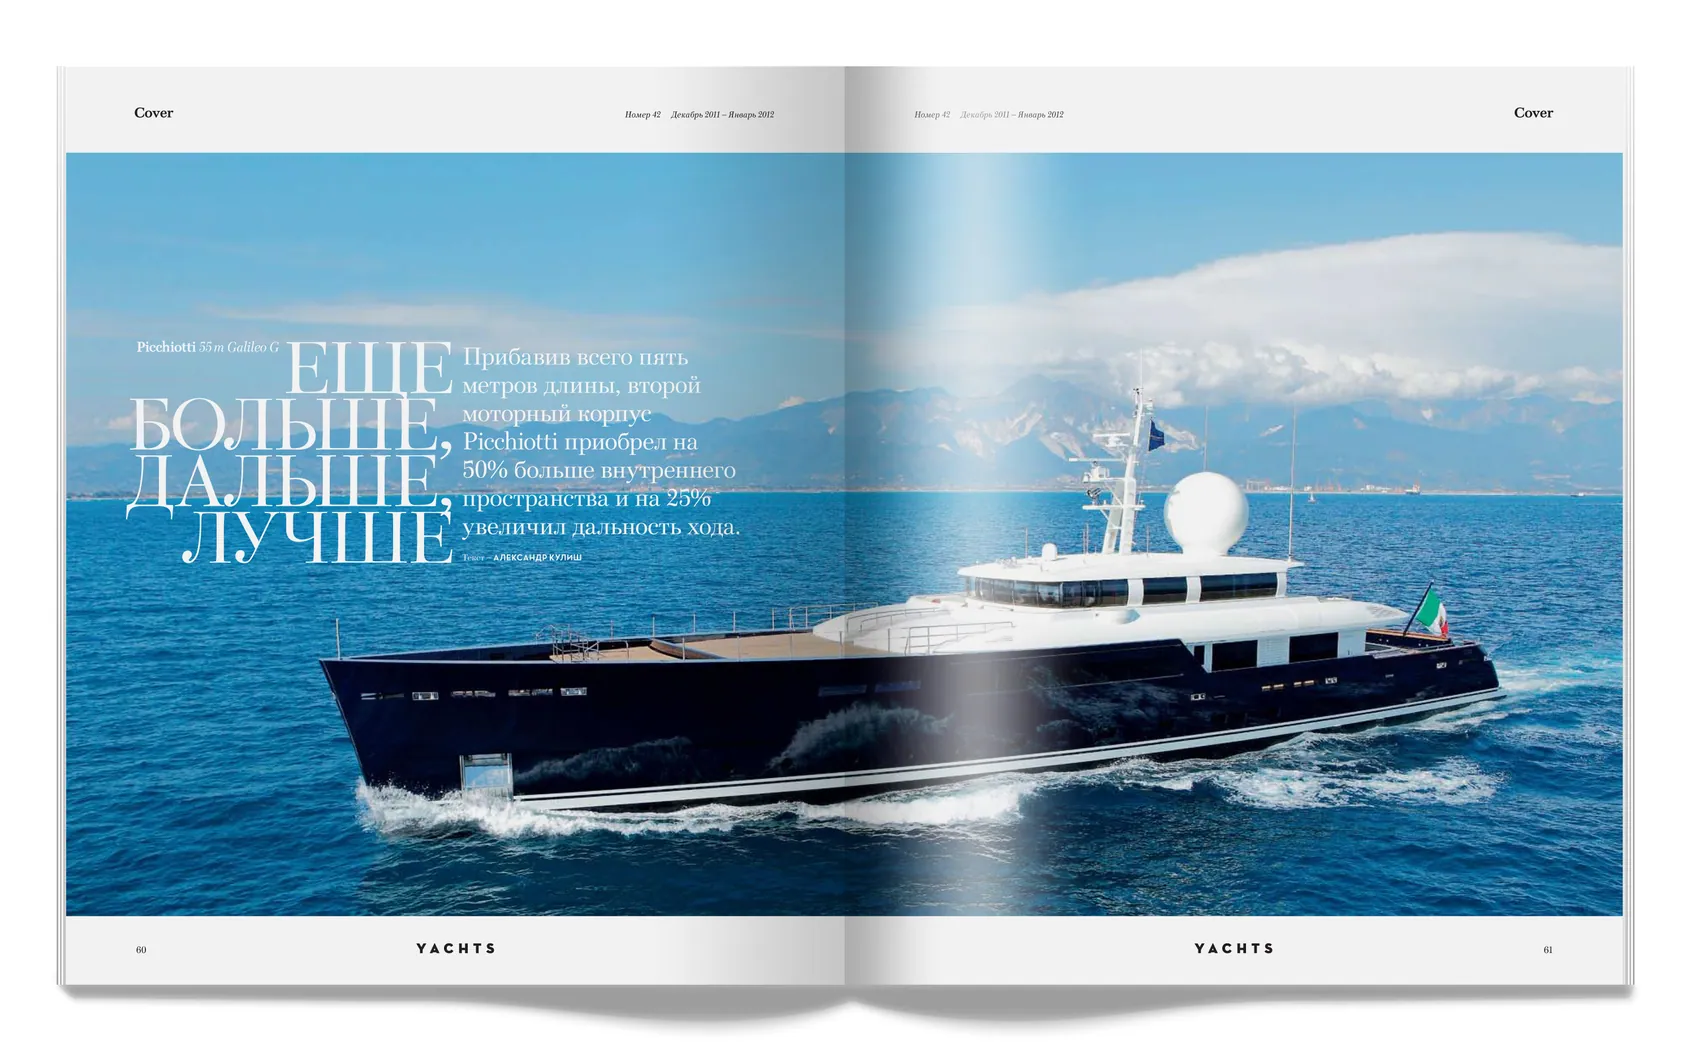 Cover
Номер 42 Декабрь 2011 – Январь 2012
Номер 42 Декабрь 2011 – Январь 2012
Cover
Picchiotti 55 m Galileo G
ЕЩЕ
БОЛЬШЕ,
ДАЛЬШЕ,
ЛУЧШЕ
Прибавив всего пять
метров длины, второй
моторный корпус
Picchiotti приобрел на
50% больше внутреннего
пространства и на 25%
увеличил дальность хода.
Текст – АЛЕКСАНДР КУЛИШ
60
YACHTS
YACHTS
61